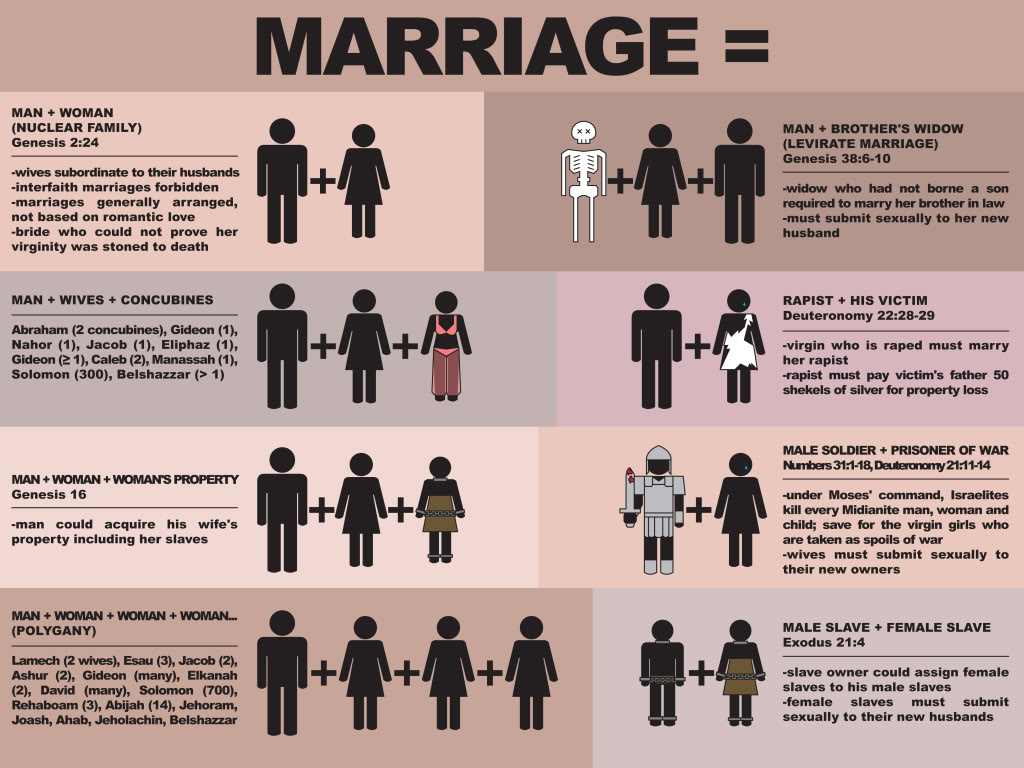 MARRIAGE =
MAN + WOMAN
(NUCLEAR FAMILY)
Genesis 2:24
-wives subordinate to their husbands
-interfaith marriages forbidden
-marriages generally arranged,
not based on romantic love
-bride who could not prove her
virginity was stoned to death
MAN + BROTHER'S WIDOW
(LEVIRATE MARRIAGE)
Genesis 38:6-10
-widow who had not borne a son
required to marry her brother in law
-must submit sexually to her new
husband
MAN + WIVES + CONCUBINES
Abraham (2 concubines), Gideon (1),
Nahor (1), Jacob (1), Eliphaz (1),
Gideon (≥ 1), Caleb (2), Manassah (1),
Solomon (300), Belshazzar (> 1)
RAPIST + HIS VICTIM
Deuteronomy 22:28-29
-virgin who is raped must marry
her rapist
-rapist must pay victim's father 50
shekels of silver for property loss
MAN + WOMAN + WOMAN'S PROPERTY
Genesis 16
-man could acquire his wife's
property including her slaves
MALE SOLDIER + PRISONER OF WAR
Numbers 31:1-18, Deuteronomy 21:11-14
-under Moses' command, Israelites
kill every Midianite man, woman and
child; save for the virgin girls who
are taken as spoils of war
-wives must submit sexually to
their new owners
MAN + WOMAN + WOMAN + WOMAN...
(POLYGANY)
Lamech (2 wives), Esau (3), Jacob (2),
Ashur (2), Gideon (many), Elkanah
(2), David (many), Solomon (700),
Rehaboam (3), Abijah (14), Jehoram,
Joash, Ahab, Jeholachin, Belshazzar
MALE SLAVE + FEMALE SLAVE
Exodus 21:4
-slave owner could assign female
slaves to his male slaves
-female slaves must submit
sexually to their new husbands